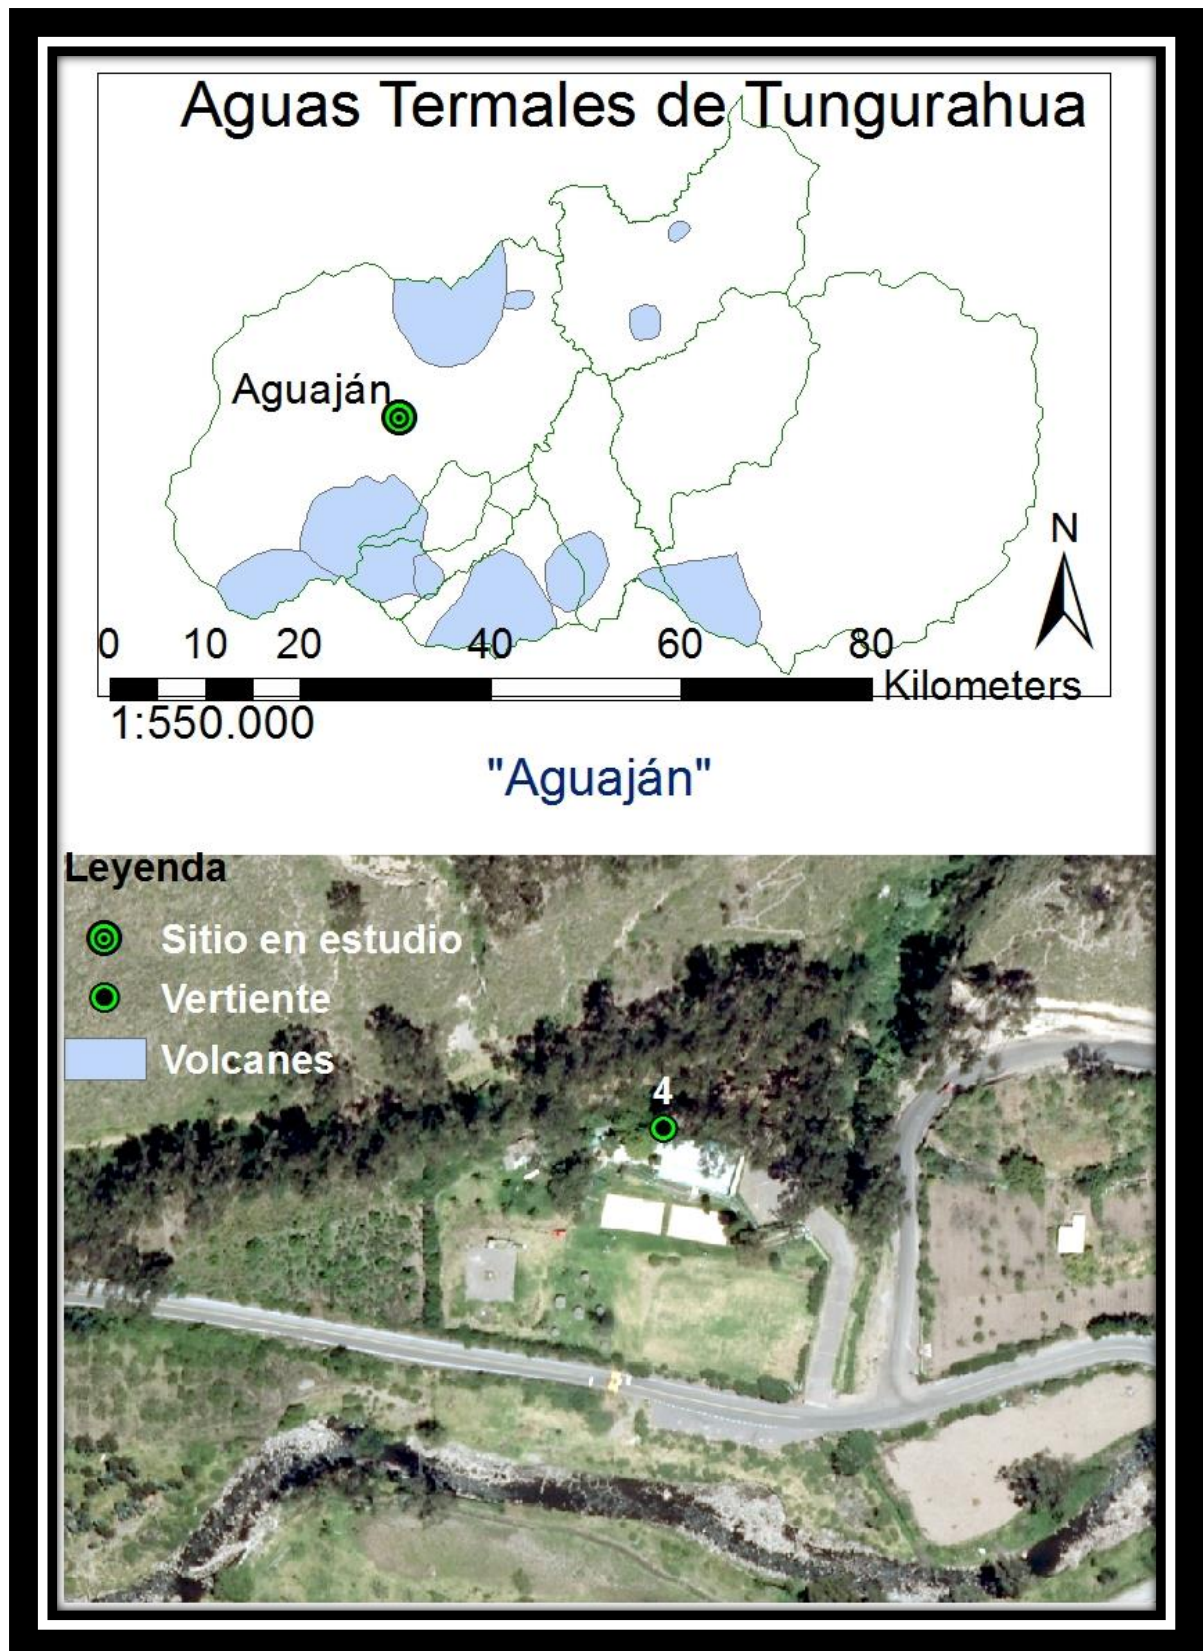 Aguas Termales de Tungurahua
Aguaján
N
0 10 20 40 60 80
Kilometers
1:550.000
"Aguaján"
Leyenda
Sitio en estudio
Vertiente
Volcanes
4